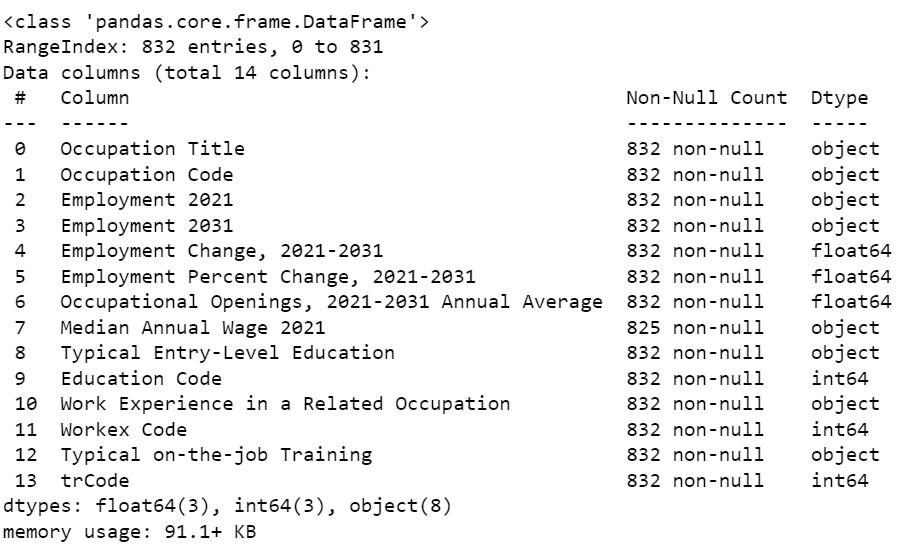 <class 'pandas.core.frame.DataFrame'>
RangeIndex: 832 entries, 0 to 831
Data columns (total 14 columns):
 #   Column                                            Non-Null Count  Dtype
---  ------                                            --------------  -----
 0   Occupation Title                                  832 non-null    object
 1   Occupation Code                                   832 non-null    object
 2   Employment 2021                                   832 non-null    object
 3   Employment 2031                                   832 non-null    object
 4   Employment Change, 2021-2031                      832 non-null    float64
 5   Employment Percent Change, 2021-2031              832 non-null    float64
 6   Occupational Openings, 2021-2031 Annual Average  832 non-null    float64
 7   Median Annual Wage 2021                           825 non-null    object
 8   Typical Entry-Level Education                     832 non-null    object
 9   Education Code                                    832 non-null    int64
 10  Work Experience in a Related Occupation           832 non-null    object
 11  Workex Code                                       832 non-null    int64
 12  Typical on-the-job Training                       832 non-null    object
 13  trCode                                            832 non-null    int64
dtypes: float64(3), int64(3), object(8)
memory usage: 91.1+ KB